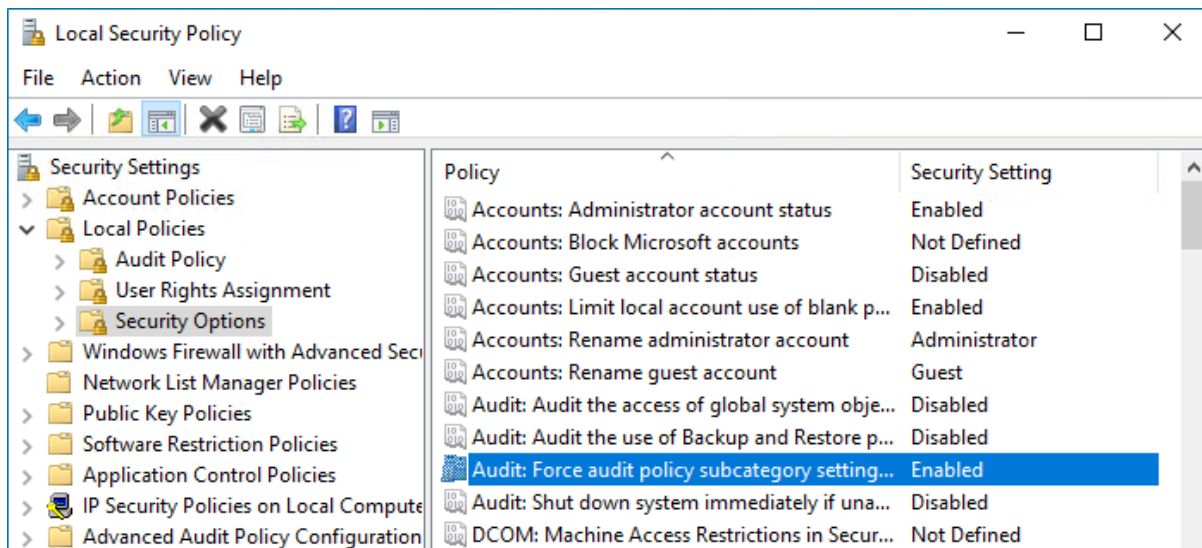 Local Security Policy
File Action View Help
Security Settings
Account Policies
Local Policies
Audit Policy
User Rights Assignment
Security Options
Windows Firewall with Advanced Secu
Network List Manager Policies
Public Key Policies
Software Restriction Policies
Application Control Policies
IP Security Policies on Local Compute
Advanced Audit Policy Configuration
Policy Security Setting
Accounts: Administrator account status Enabled
Accounts: Block Microsoft accounts Not Defined
Accounts: Guest account status Disabled
Accounts: Limit local account use of blank p... Enabled
Accounts: Rename administrator account Administrator
Accounts: Rename guest account Guest
Audit: Audit the access of global system obje... Disabled
Audit: Audit the use of Backup and Restore p... Disabled
Audit: Force audit policy subcategory setting... Enabled
Audit: Shut down system immediately if una... Disabled
DCOM: Machine Access Restrictions in Secur... Not Defined